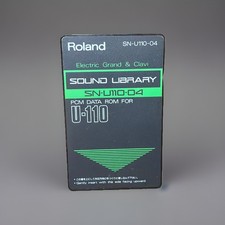 Roland SN-U110-04
Electric Grand & Clavi
SOUND LIBRARY
SN-U110-04
PCM DATA ROM FOR
U-110